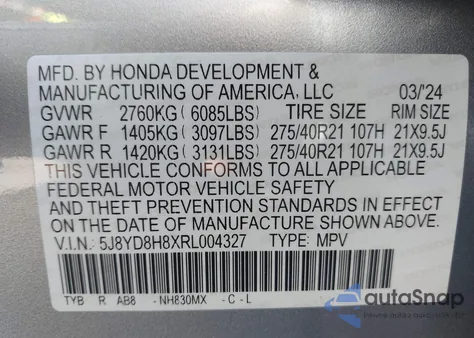 MFD. BY HONDA DEVELOPMENT &
MANUFACTURING OF AMERICA, LLC 03/'24
GVWR 2760KG(6085LBS) TIRE SIZE RIM SIZE
GAWR F 1405KG(3097LBS) 275/40R21 107H 21X9.5J
GAWR R 1420KG(3131LBS) 275/40R21 107H 21X9.5J
THIS VEHICLE CONFORMS TO ALL APPLICABLE
FEDERAL MOTOR VEHICLE SAFETY
AND THEFT PREVENTION STANDARDS IN EFFECT
ON THE DATE OF MANUFACTURE SHOWN ABOVE.
V.I.N.: 5J8YD8H8XRL004327 TYPE: MPV
TYB R AB8 -NH830MX -C-L
autoSnap